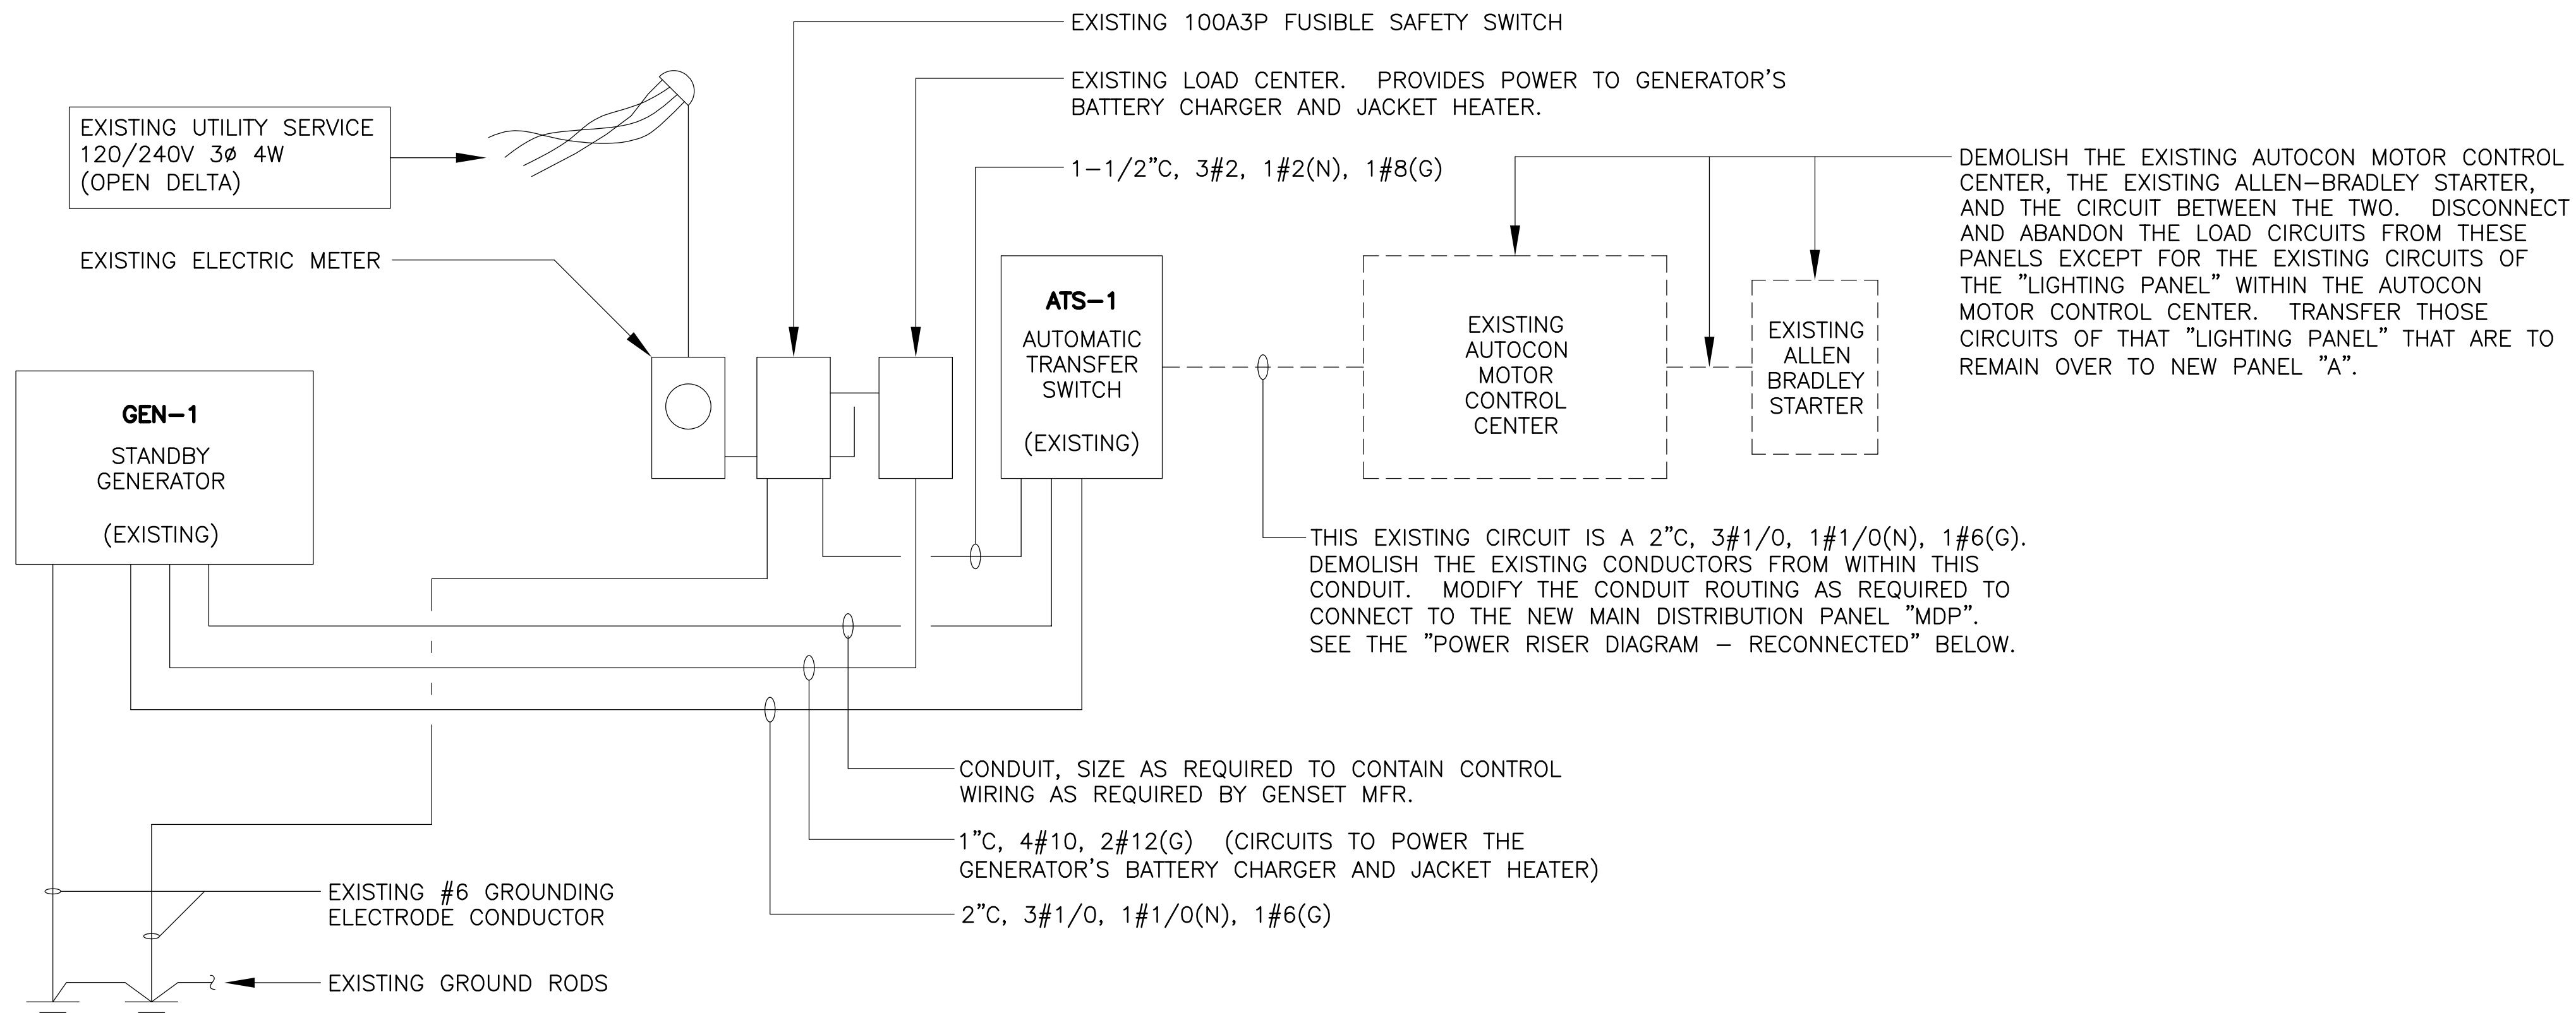 EXISTING 100A3P FUSIBLE SAFETY SWITCH
EXISTING LOAD CENTER.  PROVIDES POWER TO GENERATOR'S
BATTERY CHARGER AND JACKET HEATER.
EXISTING UTILITY SERVICE
120/240V 3ø 4W
(OPEN DELTA)
1-1/2"C, 3#2, 1#2(N), 1#8(G)
DEMOLISH THE EXISTING AUTOCON MOTOR CONTROL
CENTER, THE EXISTING ALLEN-BRADLEY STARTER,
AND THE CIRCUIT BETWEEN THE TWO.  DISCONNECT
AND ABANDON THE LOAD CIRCUITS FROM THESE
PANELS EXCEPT FOR THE EXISTING CIRCUITS OF
THE "LIGHTING PANEL" WITHIN THE AUTOCON
MOTOR CONTROL CENTER.  TRANSFER THOSE
CIRCUITS OF THAT "LIGHTING PANEL" THAT ARE TO
REMAIN OVER TO NEW PANEL "A".
EXISTING ELECTRIC METER
ATS-1
AUTOMATIC
TRANSFER
SWITCH
(EXISTING)
EXISTING
AUTOCON
MOTOR
CONTROL
CENTER
EXISTING
ALLEN
BRADLEY
STARTER
GEN-1
STANDBY
GENERATOR
(EXISTING)
THIS EXISTING CIRCUIT IS A 2"C, 3#1/0, 1#1/0(N), 1#6(G).
DEMOLISH THE EXISTING CONDUCTORS FROM WITHIN THIS
CONDUIT.  MODIFY THE CONDUIT ROUTING AS REQUIRED TO
CONNECT TO THE NEW MAIN DISTRIBUTION PANEL "MDP".
SEE THE "POWER RISER DIAGRAM - RECONNECTED" BELOW.
CONDUIT, SIZE AS REQUIRED TO CONTAIN CONTROL
WIRING AS REQUIRED BY GENSET MFR.
1"C, 4#10, 2#12(G)  (CIRCUITS TO POWER THE
GENERATOR'S BATTERY CHARGER AND JACKET HEATER)
2"C, 3#1/0, 1#1/0(N), 1#6(G)
EXISTING #6 GROUNDING
ELECTRODE CONDUCTOR
EXISTING GROUND RODS